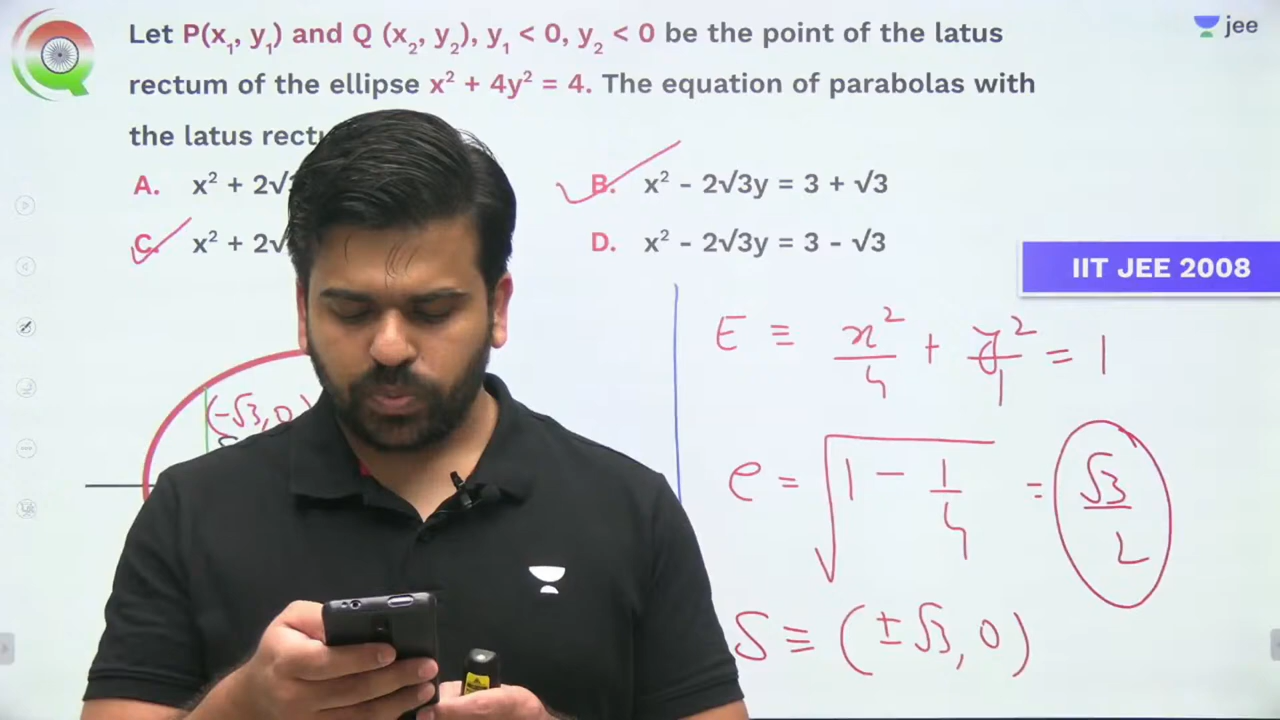 Let P(x₁, y₁) and Q (x₂, y₂), y₁ < 0, y₂ < 0 be the point of the latus
jee
rectum of the ellipse x² + 4y² = 4. The equation of parabolas with
the latus
A. x² + 2√
B. x² - 2√3y = 3 + √3
C. x² + 2√
D. x² - 2√3y = 3 - √3
IIT JEE 2008
E ≡ x²/4 + y²/1 = 1
(-√3, 0)
e = √(1 - 1/4) = √3/2
S ≡ (±√3, 0)